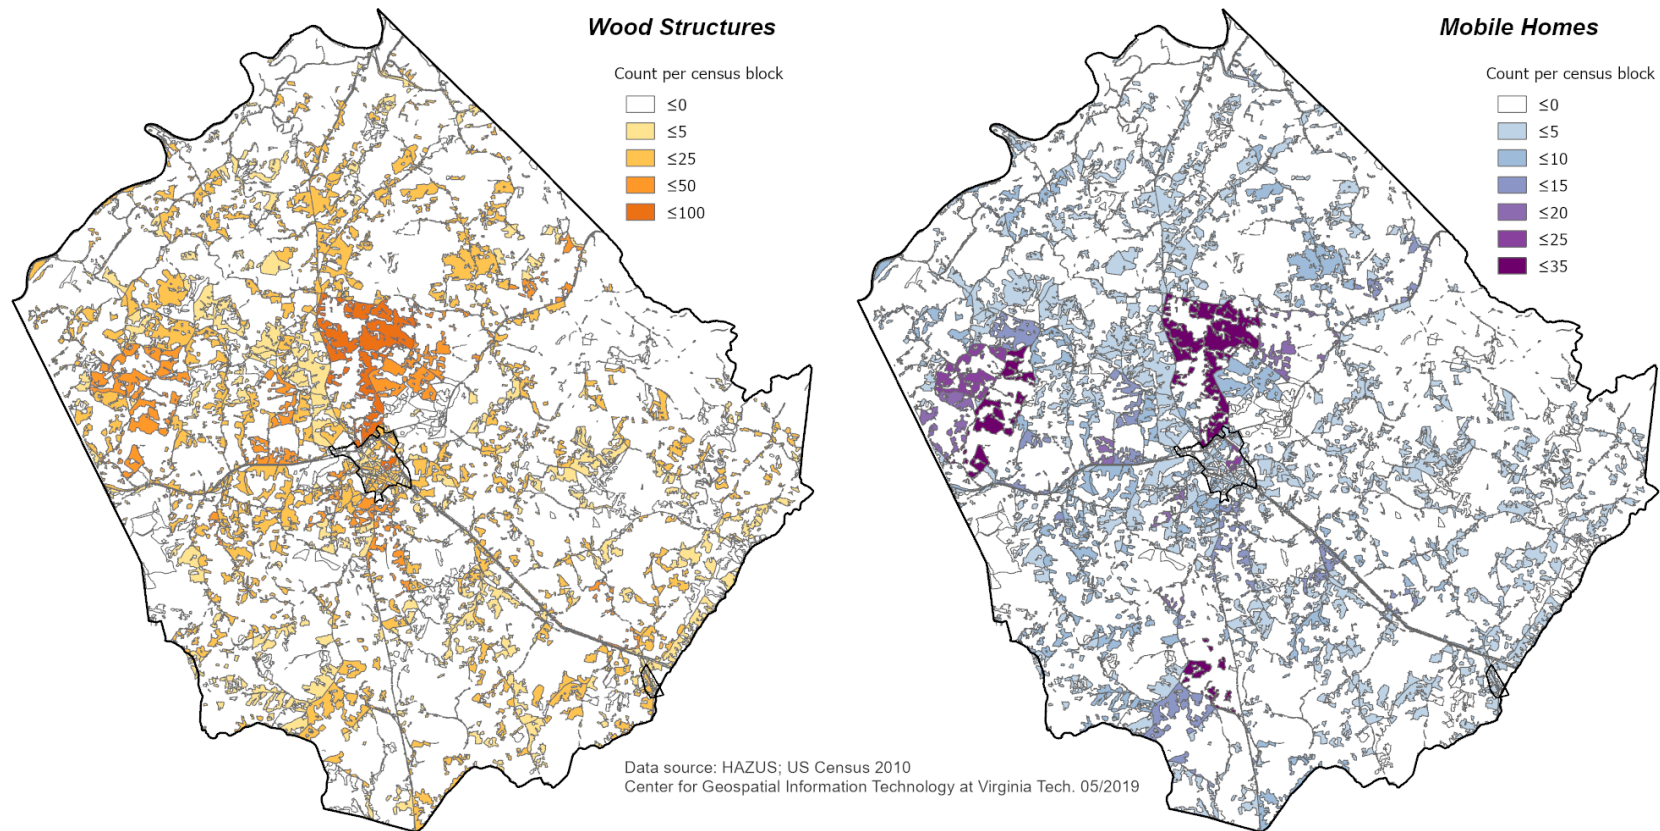 Wood Structures
Count per census block
≤0
≤5
≤25
≤50
≤100
Mobile Homes
Count per census block
≤0
≤5
≤10
≤15
≤20
≤25
≤35
Data source: HAZUS; US Census 2010
Center for Geospatial Information Technology at Virginia Tech. 05/2019